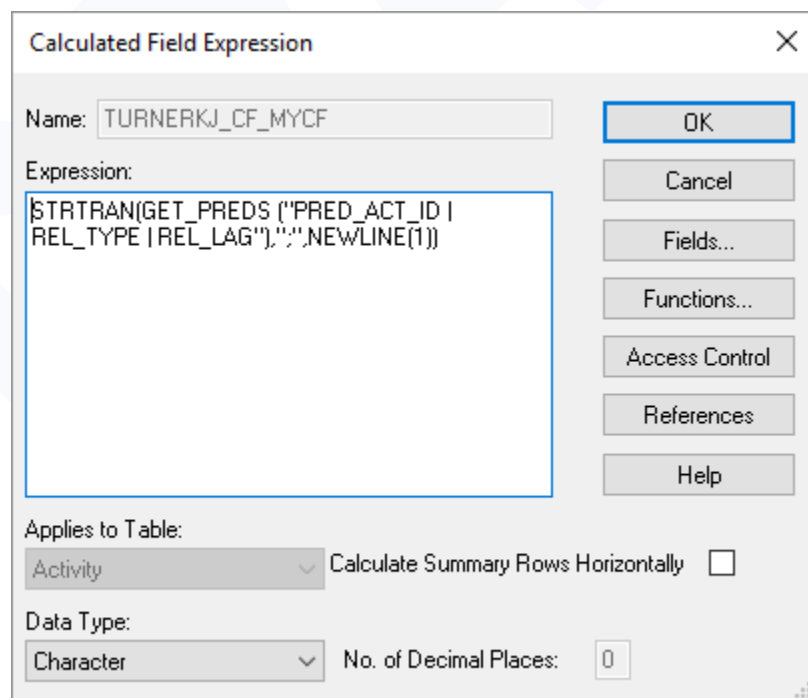 Calculated Field Expression
Name: TURNERKJ_CF_MYCF
OK
Expression:
Cancel
STRTRAN(GET_PREDS ("PRED_ACT_ID |
REL_TYPE | REL_LAG"),";",NEWLINE(1))
Fields...
Functions...
Access Control
References
Help
Applies to Table:
Activity
Calculate Summary Rows Horizontally
Data Type:
Character
No. of Decimal Places: 0